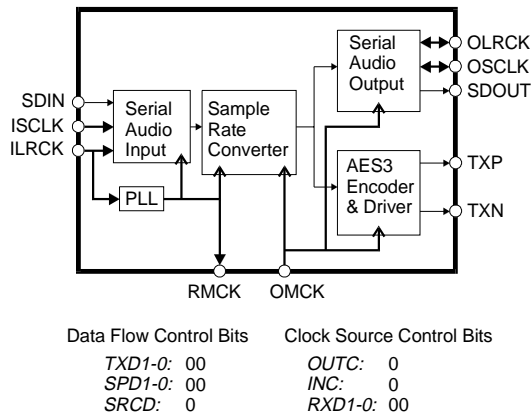 SDIN
ISCLK
ILRCK
Serial
Audio
Input
PLL
Sample
Rate
Converter
Serial
Audio
Output
AES3
Encoder
& Driver
OLRCK
OSCLK
SDOUT
TXP
TXN
RMCK
OMCK
Data Flow Control Bits
TXD1-0: 00
SPD1-0: 00
SRCD: 0
Clock Source Control Bits
OUTC: 0
INC: 0
RXD1-0: 00